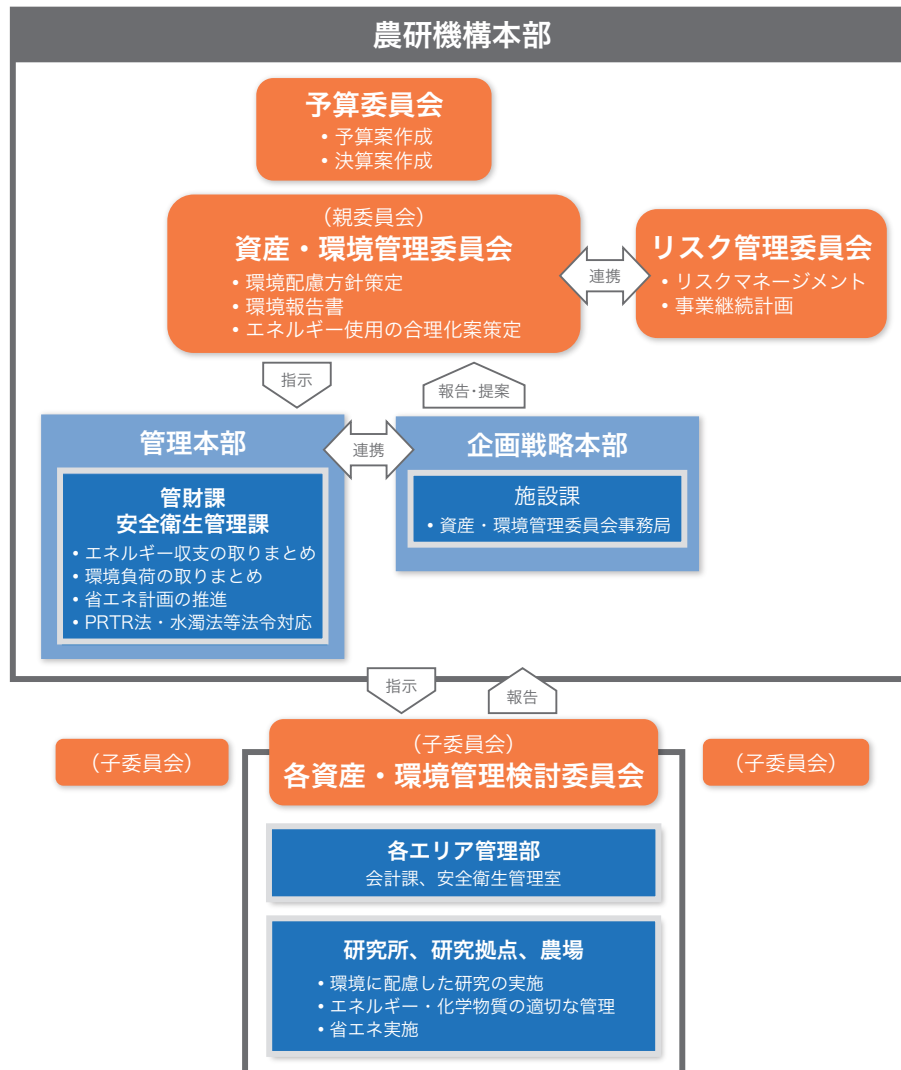 農研機構本部
予算委員会
• 予算案作成
• 決算案作成
（親委員会）
資産・環境管理委員会
• 環境配慮方針策定
• 環境報告書
• エネルギー使用の合理化案策定
連携
リスク管理委員会
• リスクマネージメント
• 事業継続計画
指示
報告・提案
管理本部
管財課
安全衛生管理課
• エネルギー収支の取りまとめ
• 環境負荷の取りまとめ
• 省エネ計画の推進
• PRTR法・水濁法等法令対応
連携
企画戦略本部
施設課
• 資産・環境管理委員会事務局
指示
報告
（子委員会）
（子委員会）
各資産・環境管理検討委員会
（子委員会）
各エリア管理部
会計課、安全衛生管理室
研究所、研究拠点、農場
• 環境に配慮した研究の実施
• エネルギー・化学物質の適切な管理
• 省エネ実施